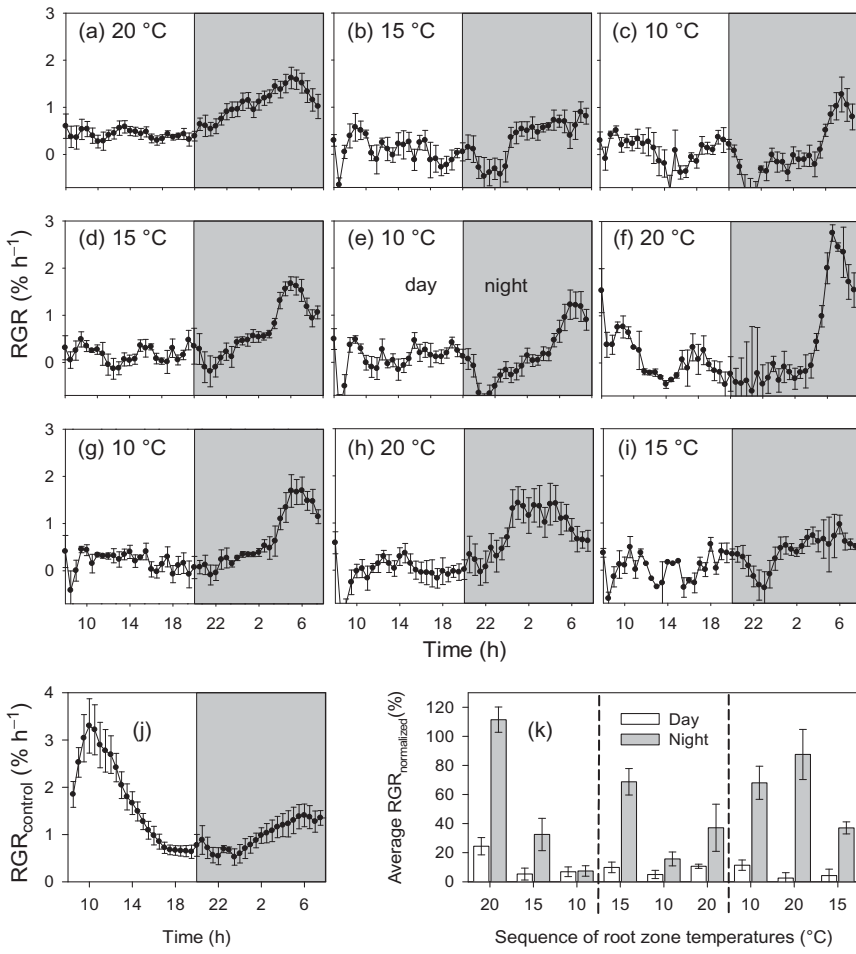 (a) 20 °C
(b) 15 °C
(c) 10 °C
3
2
1
0
(d) 15 °C
(e) 10 °C
(f) 20 °C
day
night
3
2
1
0
RGR (% h⁻¹)
(g) 10 °C
(h) 20 °C
(i) 15 °C
3
2
1
0
10 14 18 22 2 6
10 14 18 22 2 6
10 14 18 22 2 6
Time (h)
(j)
4
3
2
1
0
RGRcontrol (% h⁻¹)
10 14 18 22 2 6
Time (h)
(k)
Day
Night
120
100
80
60
40
20
0
Average RGRnormalized(%)
20 15 10 15 10 20 10 20 15
Sequence of root zone temperatures (°C)